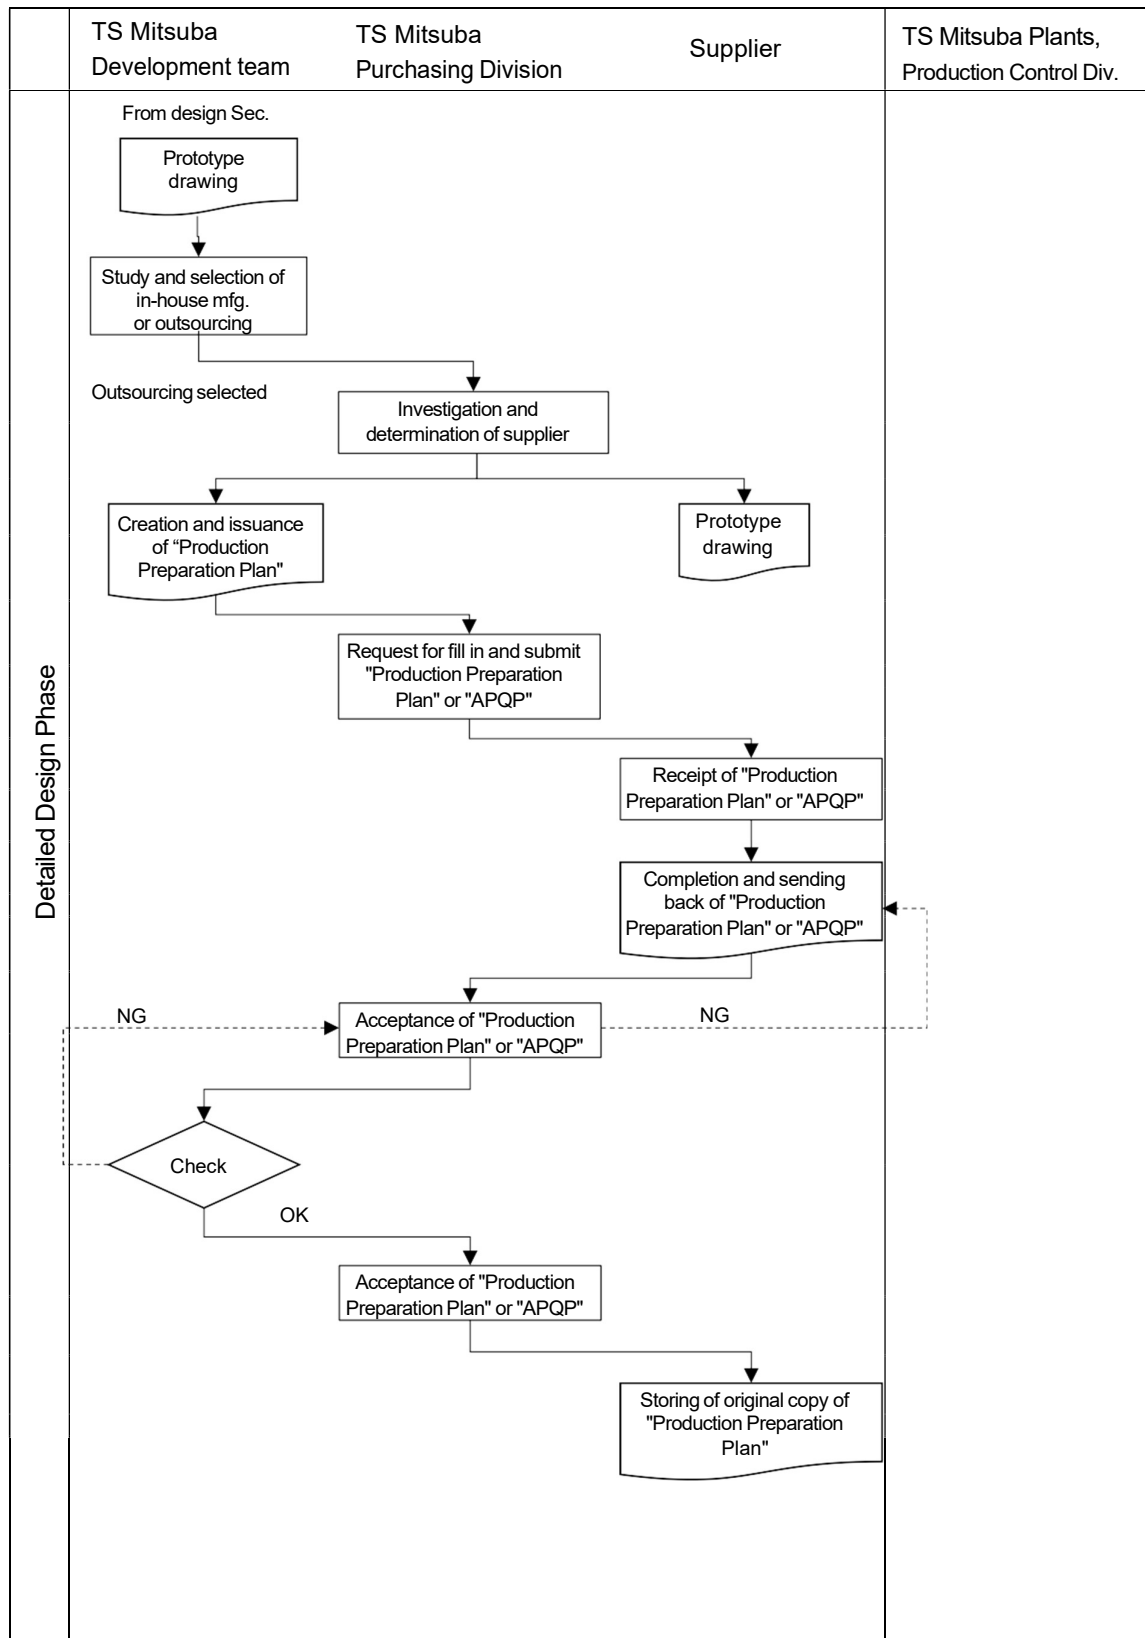 TS Mitsuba
Development team
TS Mitsuba
Purchasing Division
Supplier
TS Mitsuba Plants,
Production Control Div.
Detailed Design Phase
From design Sec.
Prototype
drawing
Study and selection of
in-house mfg.
or outsourcing
Outsourcing selected
Investigation and
determination of supplier
Creation and issuance
of “Production
Preparation Plan"
Prototype
drawing
Request for fill in and submit
"Production Preparation
Plan" or "APQP"
Receipt of "Production
Preparation Plan" or "APQP"
Completion and sending
back of "Production
Preparation Plan" or "APQP"
NG
Acceptance of "Production
Preparation Plan" or "APQP"
NG
Check
OK
Acceptance of "Production
Preparation Plan" or "APQP"
Storing of original copy of
"Production Preparation
Plan"